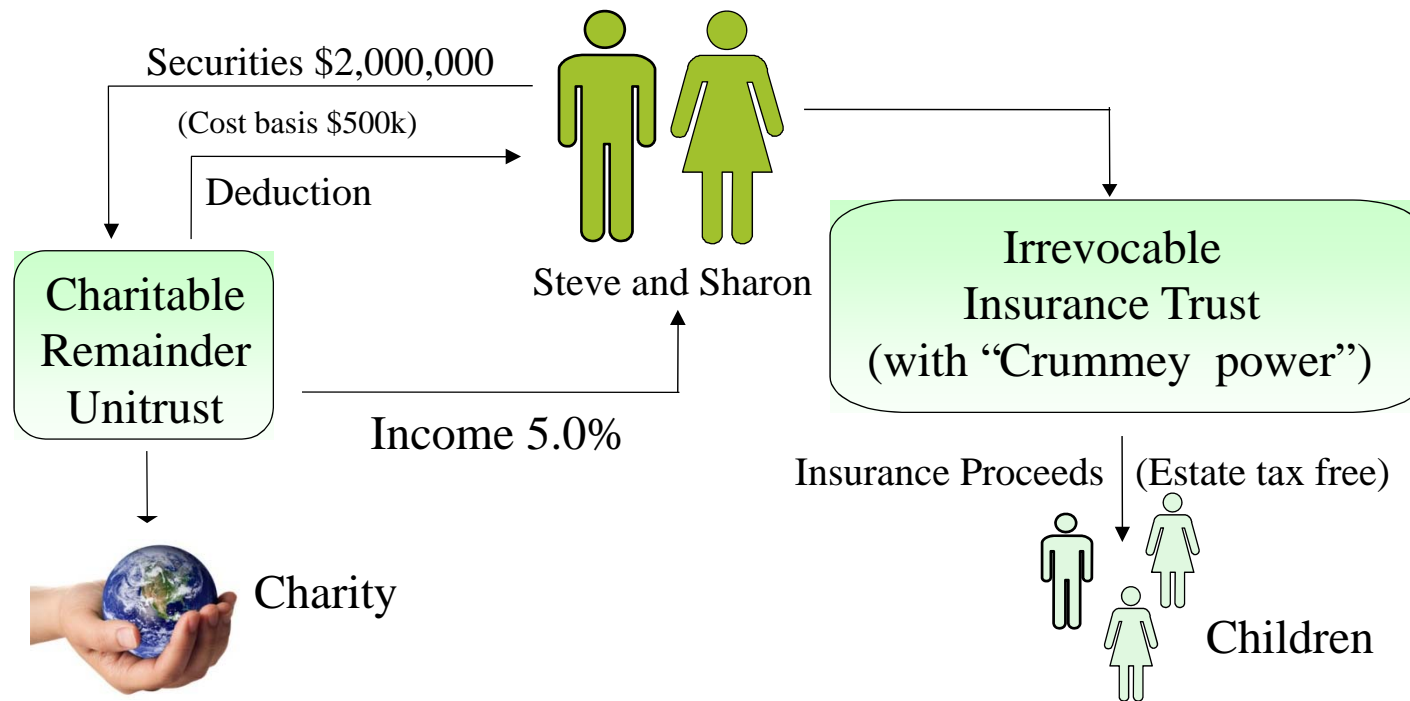 Securities $2,000,000
(Cost basis $500k)
Deduction
Steve and Sharon
Charitable
Remainder
Unitrust
Income 5.0%
Charity
Irrevocable
Insurance Trust
(with “Crummey power”)
Insurance Proceeds (Estate tax free)
Children